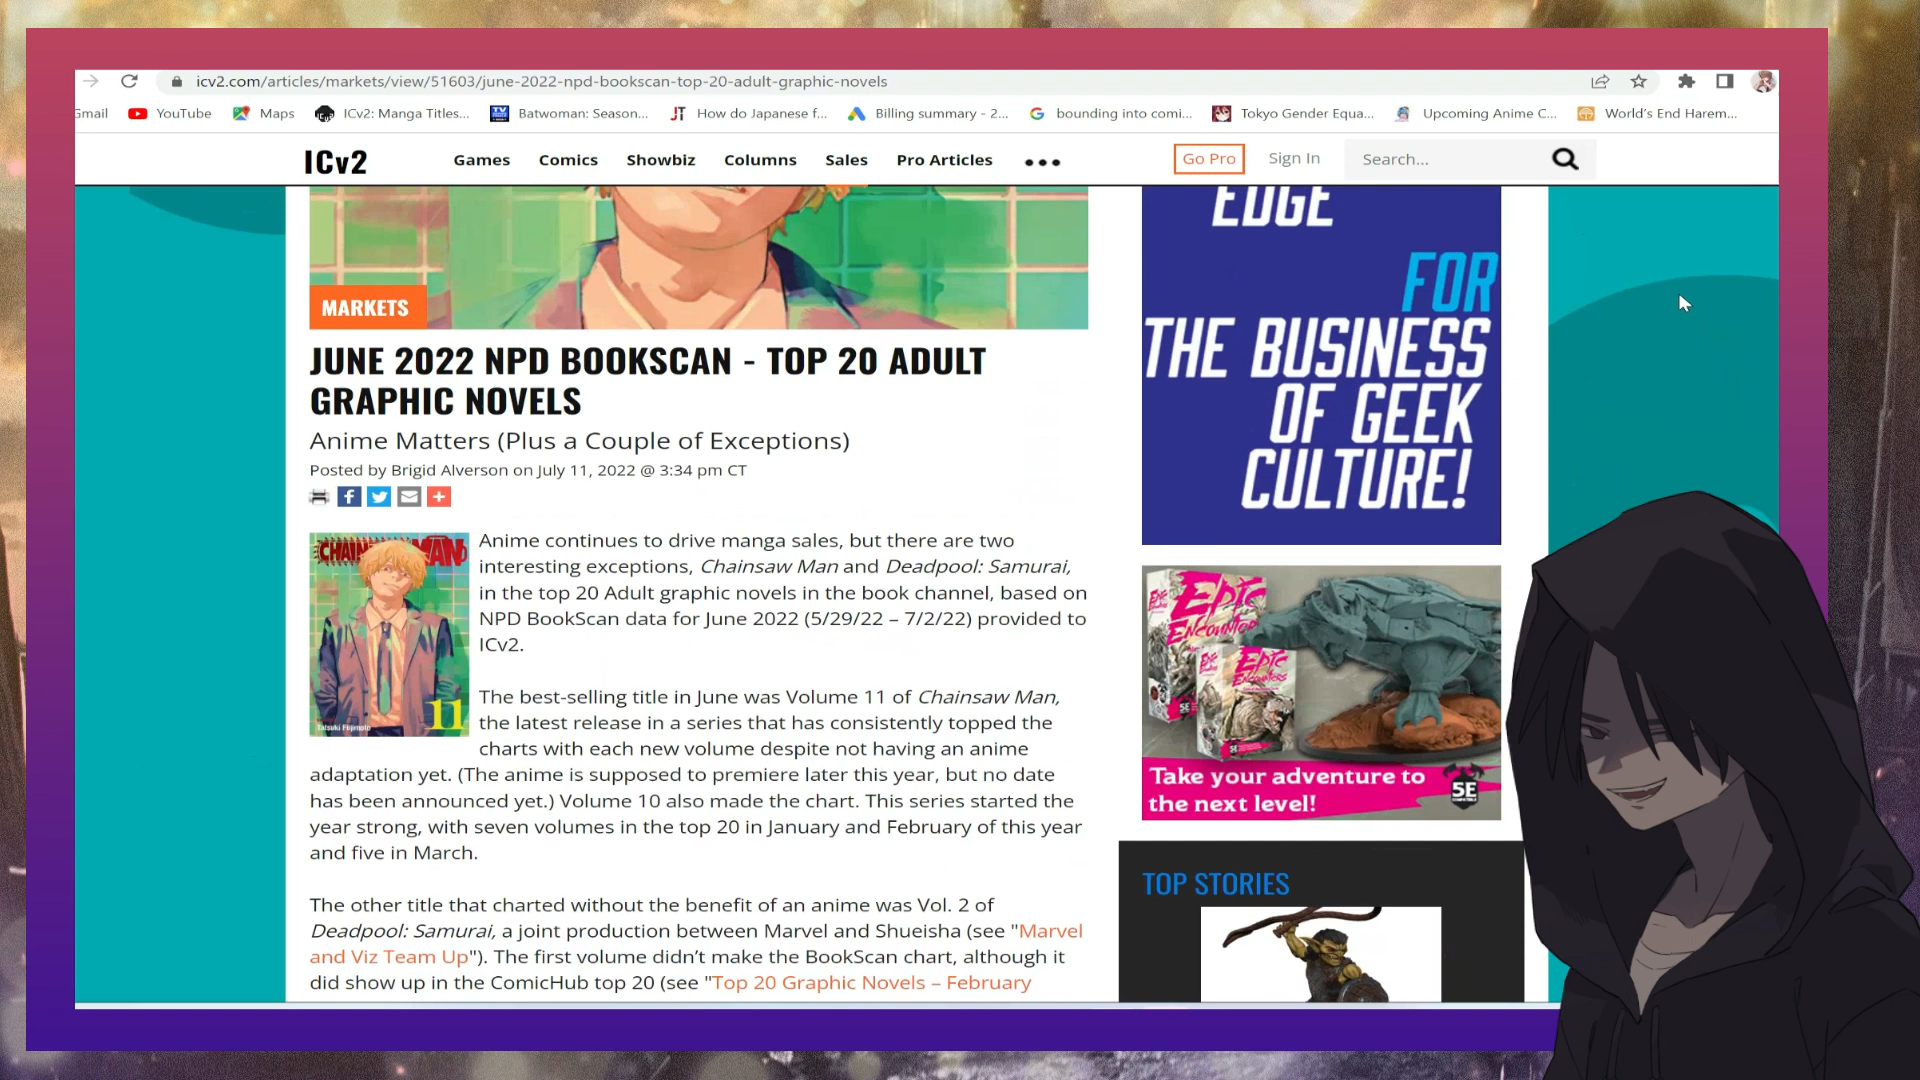 icv2.com/articles/markets/view/51603/june-2022-npd-bookscan-top-20-adult-graphic-novels
Gmail YouTube Maps ICv2: Manga Titles... Batwoman: Season... How do Japanese f... Billing summary - 2... bounding into comi... Tokyo Gender Equa... Upcoming Anime C... World's End Harem...
ICv2 Games Comics Showbiz Columns Sales Pro Articles ••• Go Pro Sign In Search...
MARKETS
JUNE 2022 NPD BOOKSCAN - TOP 20 ADULT
GRAPHIC NOVELS
Anime Matters (Plus a Couple of Exceptions)
Posted by Brigid Alverson on July 11, 2022 @ 3:34 pm CT
CHAINSAW MAN
11
Tatsuki Fujimoto
Anime continues to drive manga sales, but there are two
interesting exceptions, Chainsaw Man and Deadpool: Samurai,
in the top 20 Adult graphic novels in the book channel, based on
NPD BookScan data for June 2022 (5/29/22 – 7/2/22) provided to
ICv2.
The best-selling title in June was Volume 11 of Chainsaw Man,
the latest release in a series that has consistently topped the
charts with each new volume despite not having an anime
adaptation yet. (The anime is supposed to premiere later this year, but no date
has been announced yet.) Volume 10 also made the chart. This series started the
year strong, with seven volumes in the top 20 in January and February of this year
and five in March.
The other title that charted without the benefit of an anime was Vol. 2 of
Deadpool: Samurai, a joint production between Marvel and Shueisha (see "Marvel
and Viz Team Up"). The first volume didn't make the BookScan chart, although it
did show up in the ComicHub top 20 (see "Top 20 Graphic Novels – February
EDGE
FOR
THE BUSINESS
OF GEEK
CULTURE!
Epic
Encounters
Epic
Encounters
Take your adventure to
the next level!
5E
TOP STORIES